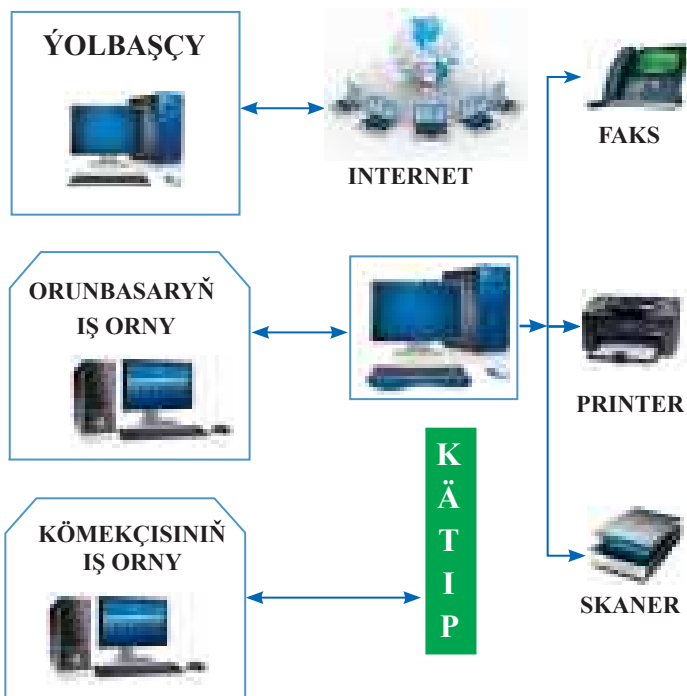 ÝOLBAŞÇY
INTERNET
FAKS
ORUNBASARYŇ
IŞ ORNY
PRINTER
KÄTIP
KÖMEKÇISINIŇ
IŞ ORNY
SKANER